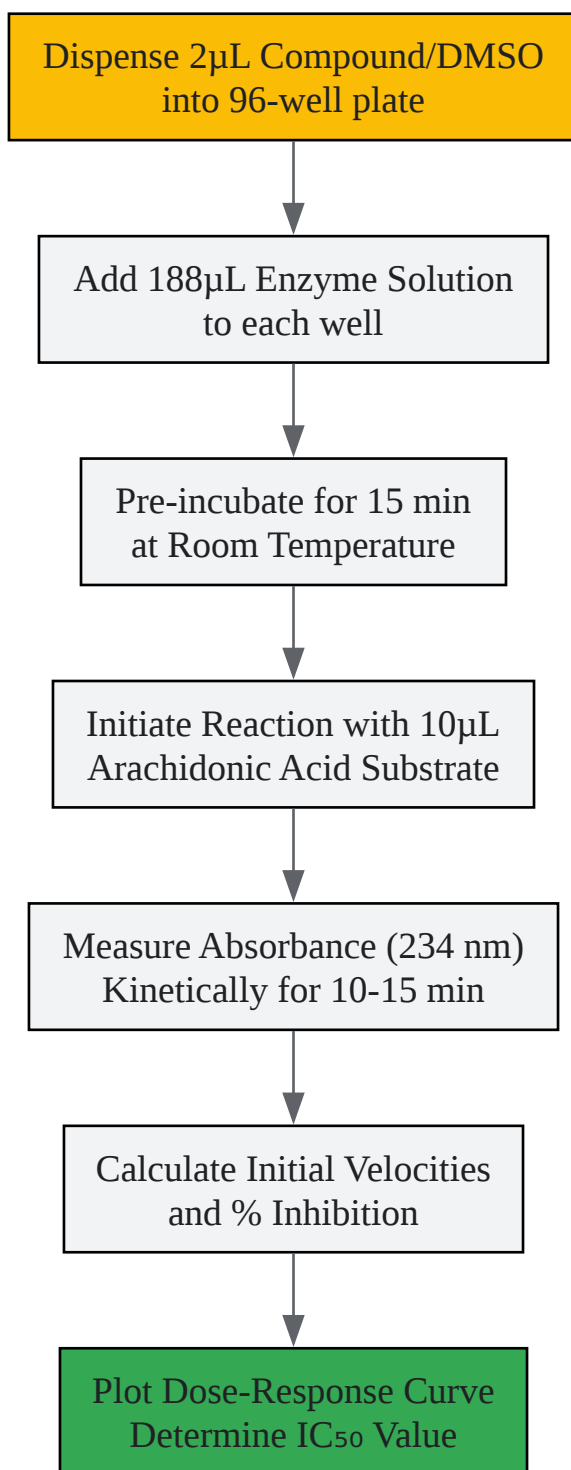 Dispense 2µL Compound/DMSO
into 96-well plate
Add 188µL Enzyme Solution
to each well
Pre-incubate for 15 min
at Room Temperature
Initiate Reaction with 10µL
Arachidonic Acid Substrate
Measure Absorbance (234 nm)
Kinetically for 10-15 min
Calculate Initial Velocities
and % Inhibition
Plot Dose-Response Curve
Determine IC₅₀ Value